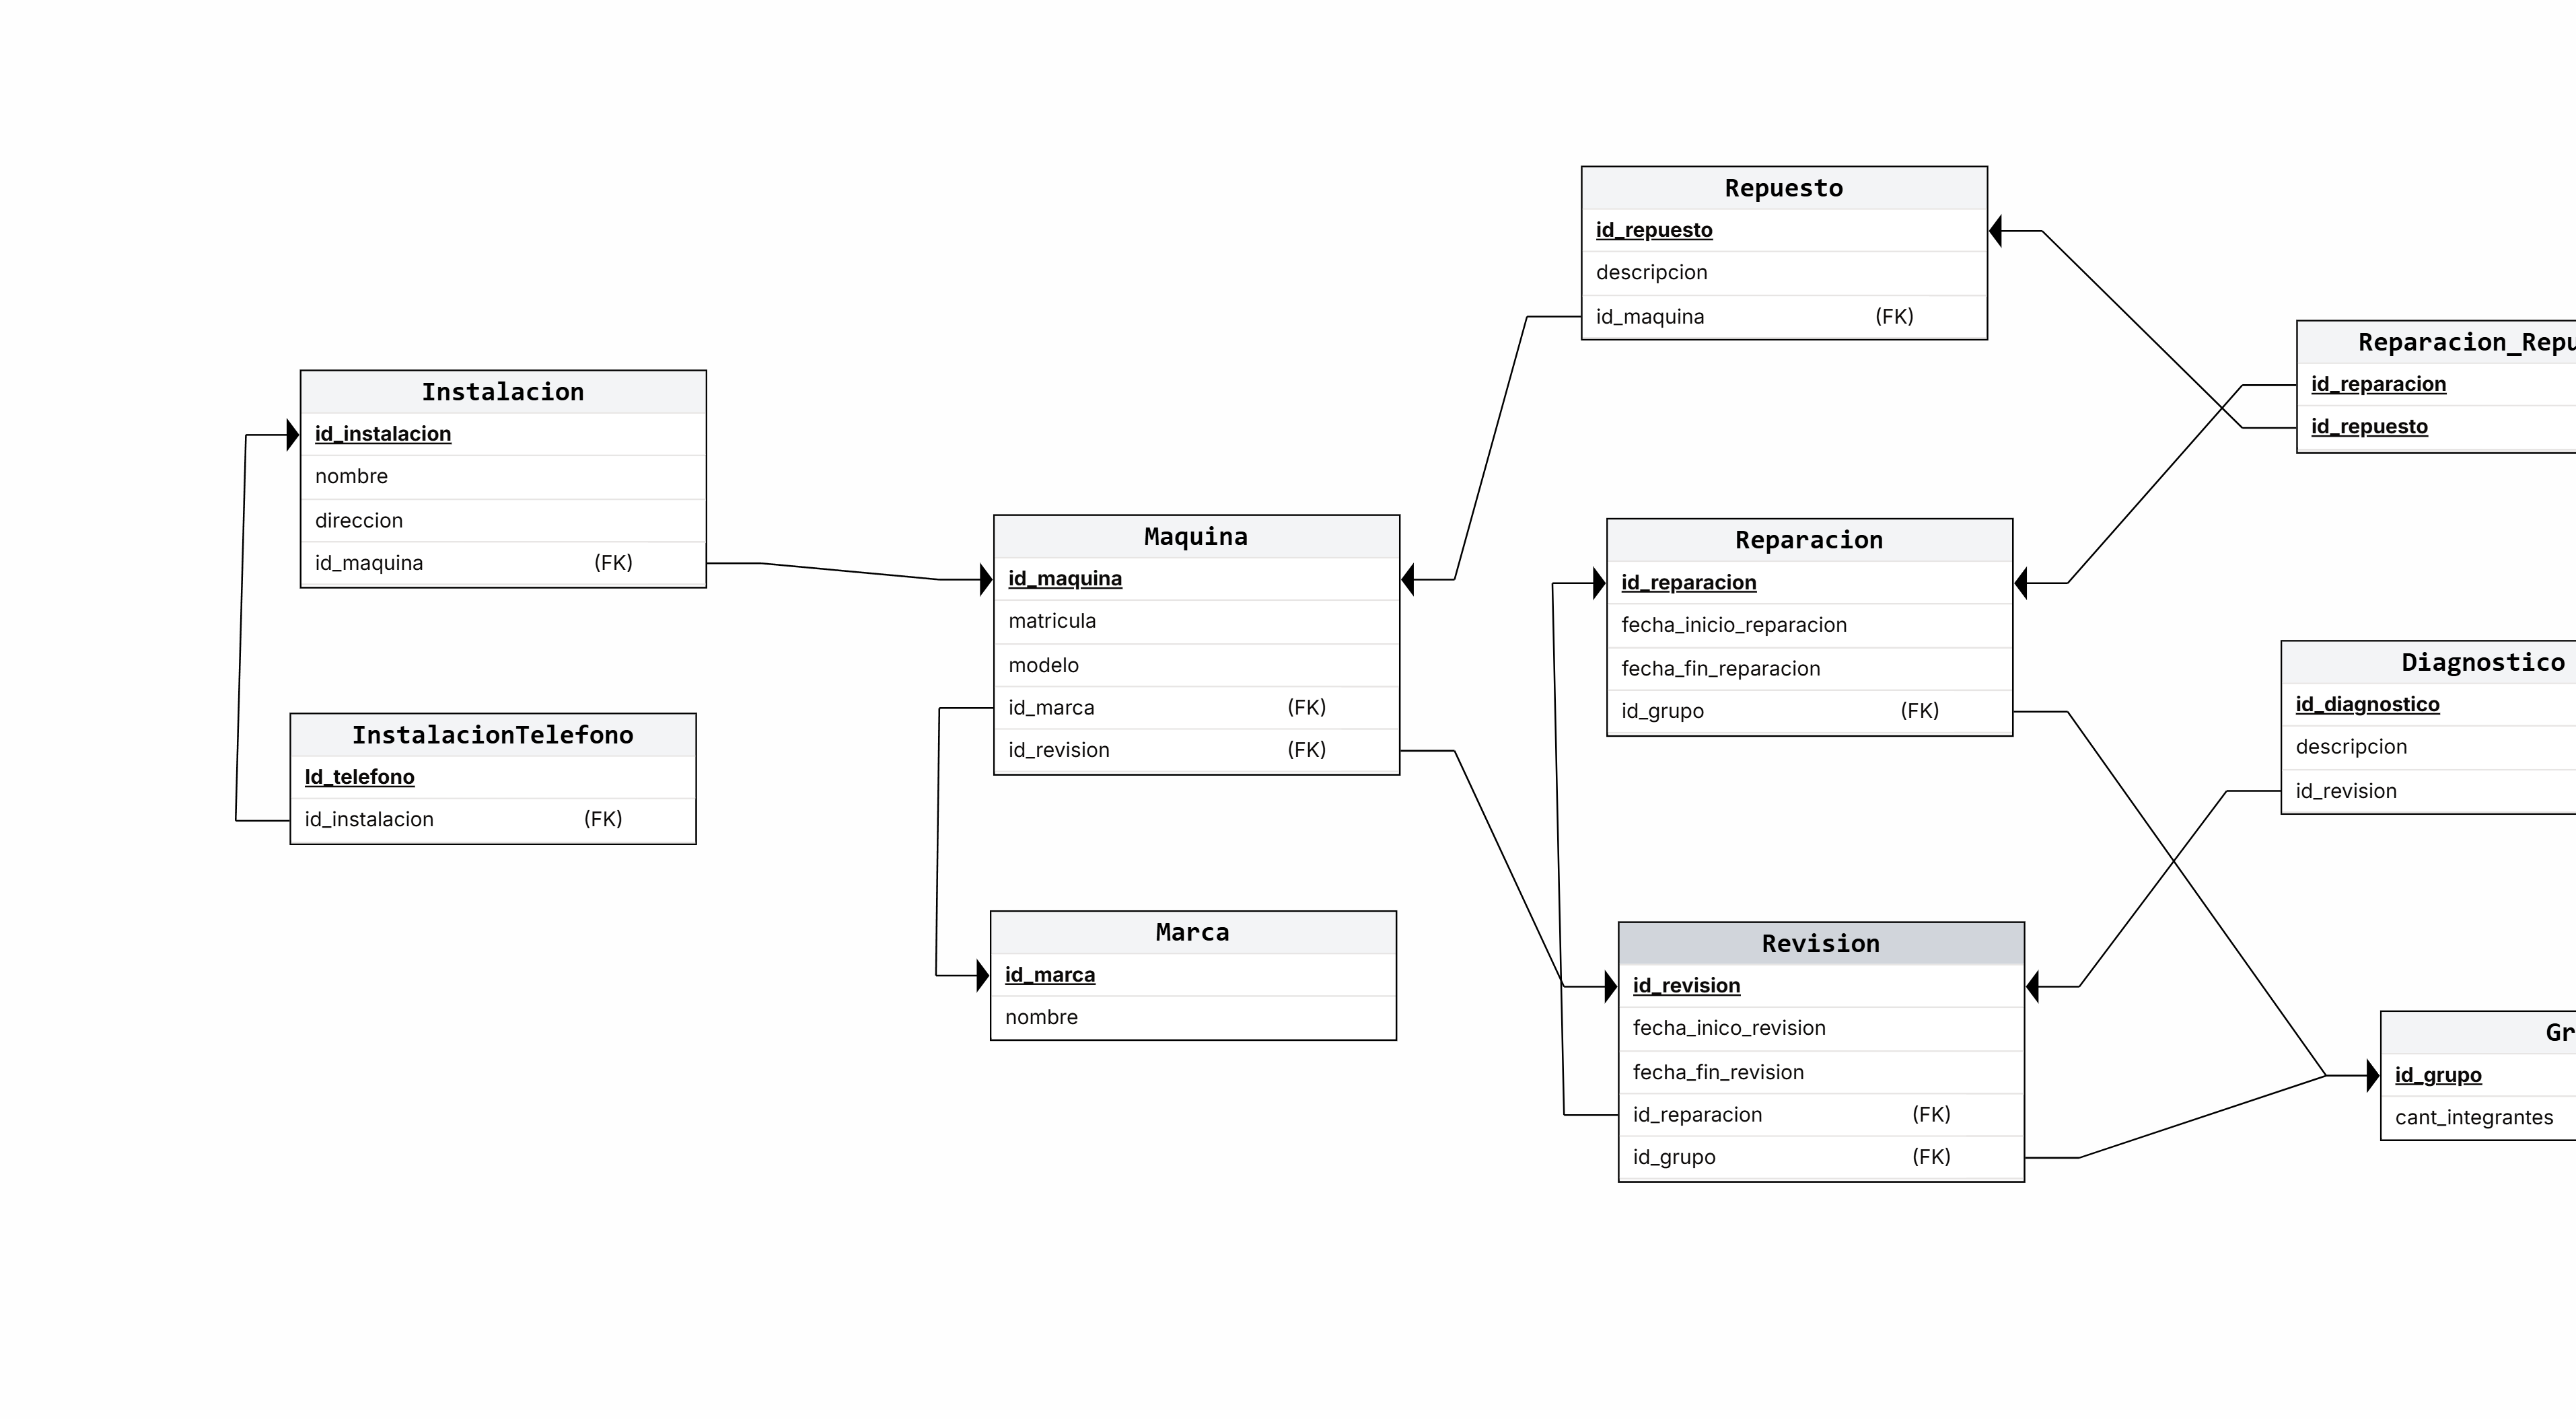 Instalacion
id_instalacion
nombre
direccion
id_maquina (FK)
InstalacionTelefono
Id_telefono
id_instalacion (FK)
Maquina
id_maquina
matricula
modelo
id_marca (FK)
id_revision (FK)
Marca
id_marca
nombre
Repuesto
id_repuesto
descripcion
id_maquina (FK)
Reparacion
id_reparacion
fecha_inicio_reparacion
fecha_fin_reparacion
id_grupo (FK)
Revision
id_revision
fecha_inico_revision
fecha_fin_revision
id_reparacion (FK)
id_grupo (FK)
Reparacion_Repu
id_reparacion
id_repuesto
Diagnostico
id_diagnostico
descripcion
id_revision
Gr
id_grupo
cant_integrantes